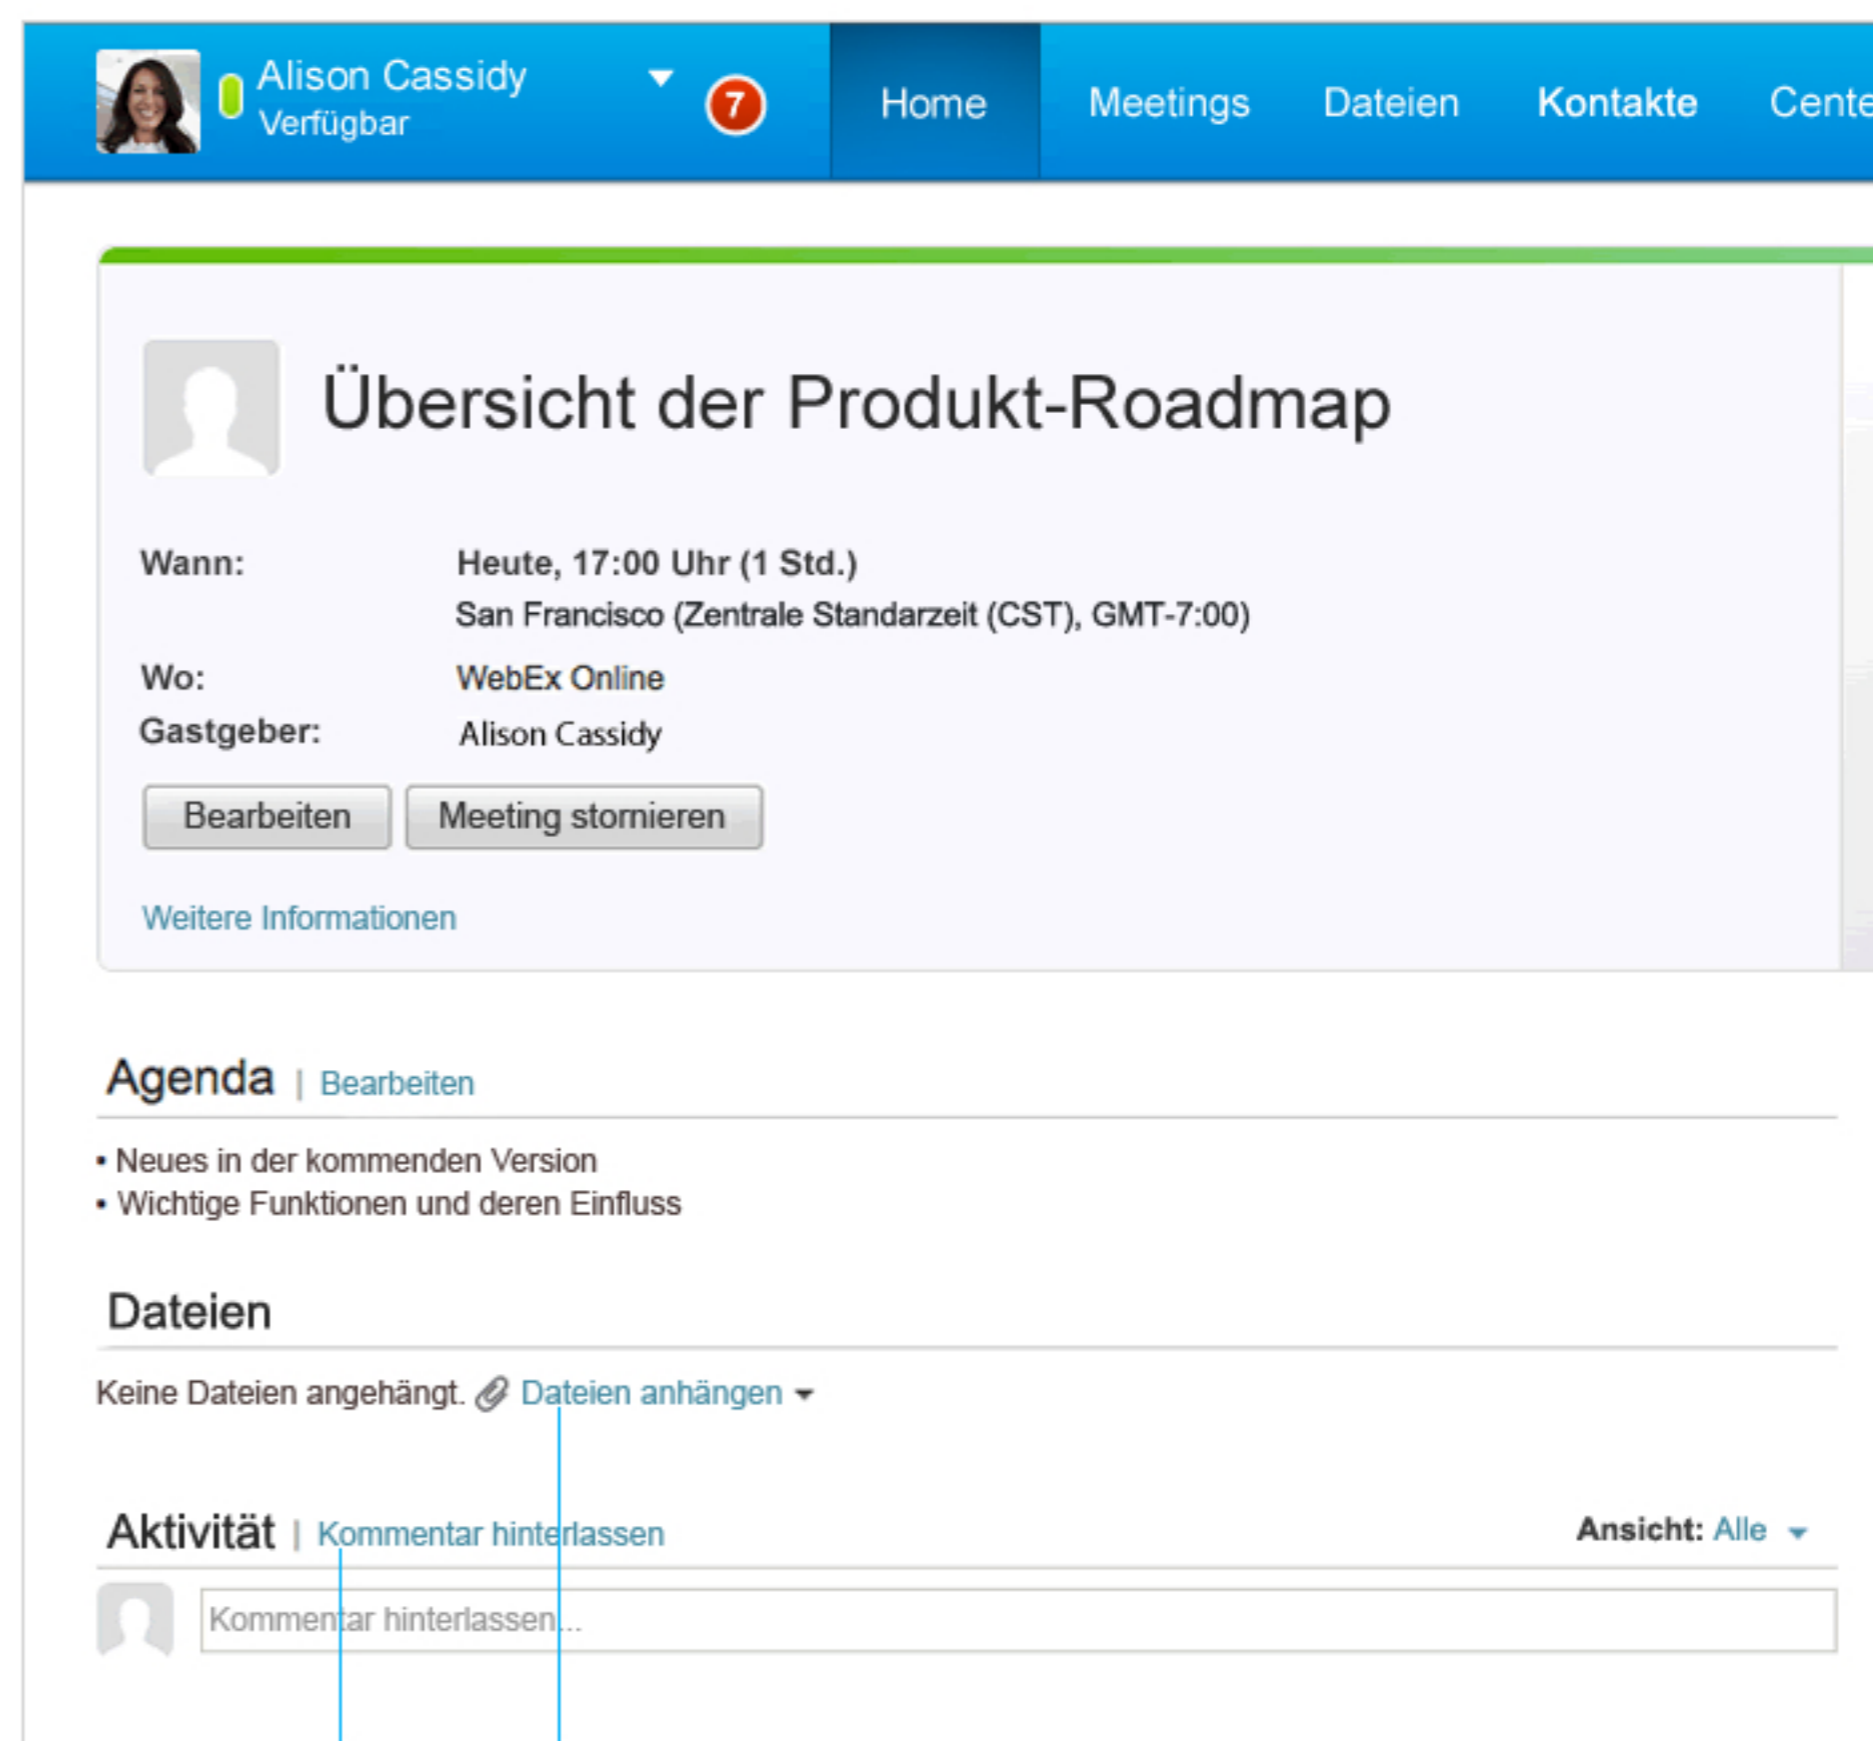 Alison Cassidy
Verfügbar
7
Home Meetings Dateien Kontakte Cente
Übersicht der Produkt-Roadmap
Wann: Heute, 17:00 Uhr (1 Std.)
San Francisco (Zentrale Standarzeit (CST), GMT-7:00)
Wo: WebEx Online
Gastgeber: Alison Cassidy
Bearbeiten Meeting stornieren
Weitere Informationen
Agenda | Bearbeiten
• Neues in der kommenden Version
• Wichtige Funktionen und deren Einfluss
Dateien
Keine Dateien angehängt. Dateien anhängen
Aktivität | Kommentar hinterlassen Ansicht: Alle
Kommentar hinterlassen...